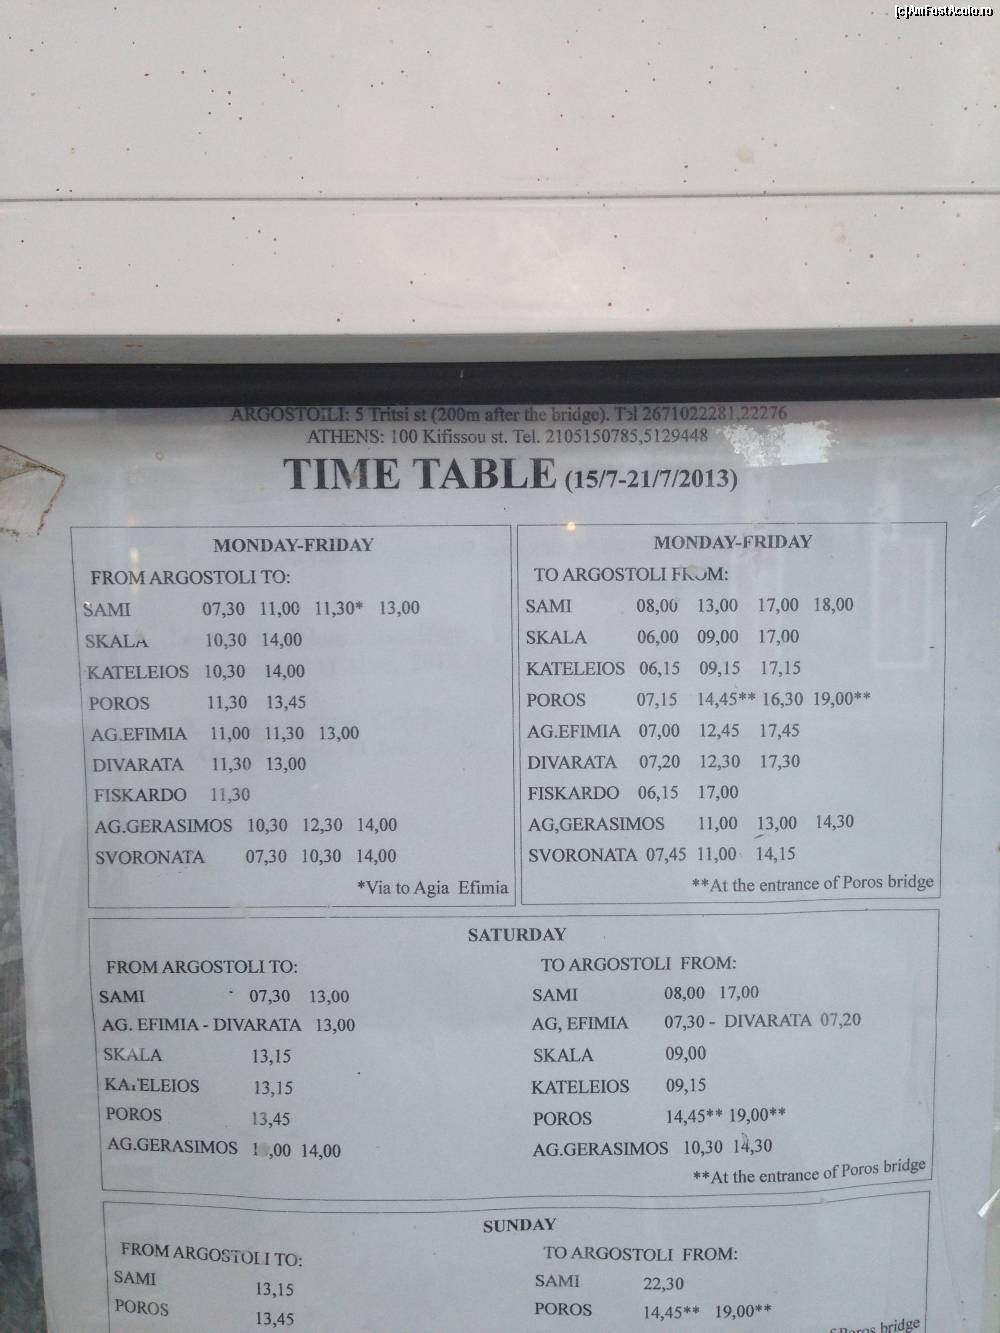 [c]AmFostAcolo.ro
ARGOSTOLI: 5 Tritsi st (200m after the bridge). Tel 2671022281,22276
ATHENS: 100 Kifissou st. Tel. 2105150785,5129448
TIME TABLE (15/7-21/7/2013)
MONDAY-FRIDAY
FROM ARGOSTOLI TO:
SAMI 07,30 11,00 11,30* 13,00
SKALA 10,30 14,00
KATELEIOS 10,30 14,00
POROS 11,30 13,45
AG.EFIMIA 11,00 11,30 13,00
DIVARATA 11,30 13,00
FISKARDO 11,30
AG.GERASIMOS 10,30 12,30 14,00
SVORONATA 07,30 10,30 14,00
*Via to Agia Efimia
MONDAY-FRIDAY
TO ARGOSTOLI FROM:
SAMI 08,00 13,00 17,00 18,00
SKALA 06,00 09,00 17,00
KATELEIOS 06,15 09,15 17,15
POROS 07,15 14,45** 16,30 19,00**
AG.EFIMIA 07,00 12,45 17,45
DIVARATA 07,20 12,30 17,30
FISKARDO 06,15 17,00
AG,GERASIMOS 11,00 13,00 14,30
SVORONATA 07,45 11,00 14,15
**At the entrance of Poros bridge
SATURDAY
FROM ARGOSTOLI TO:
SAMI 07,30 13,00
AG. EFIMIA - DIVARATA 13,00
SKALA 13,15
KATELEIOS 13,15
POROS 13,45
AG.GERASIMOS 14,00
TO ARGOSTOLI FROM:
SAMI 08,00 17,00
AG, EFIMIA 07,30 - DIVARATA 07,20
SKALA 09,00
KATELEIOS 09,15
POROS 14,45** 19,00**
AG.GERASIMOS 10,30 14,30
**At the entrance of Poros bridge
SUNDAY
FROM ARGOSTOLI TO:
SAMI 13,15
POROS 13,45
TO ARGOSTOLI FROM:
SAMI 22,30
POROS 14,45** 19,00**
of Poros bridge